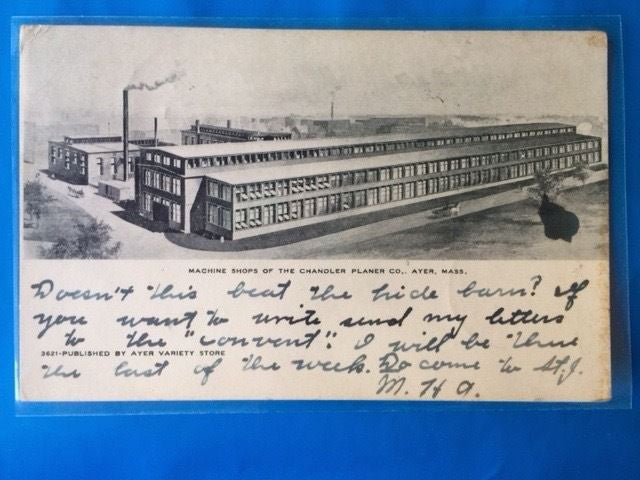 MACHINE SHOPS OF THE CHANDLER PLANER CO., AYER, MASS.
Doesn't this beat the hide barn? If
you want to write send my letters
to the "convent". I will be there
3621-PUBLISHED BY AYER VARIETY STORE
the last of the week. Do come to St. J.
M. H. A.